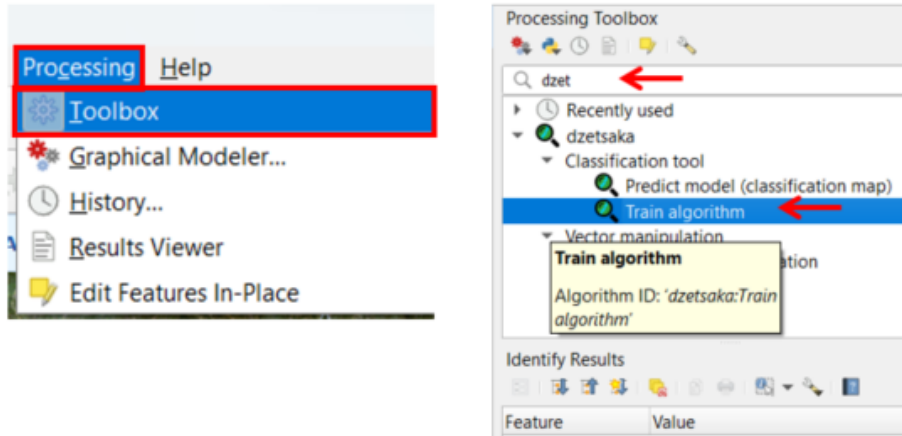 Processing Help
Toolbox
Graphical Modeler...
History...
Results Viewer
Edit Features In-Place
Processing Toolbox
dzet
Recently used
dzetsaka
Classification tool
Predict model (classification map)
Train algorithm
Vector manipulation
Train algorithm
ation
Algorithm ID: 'dzetsaka:Train
algorithm'
Identify Results
Feature Value